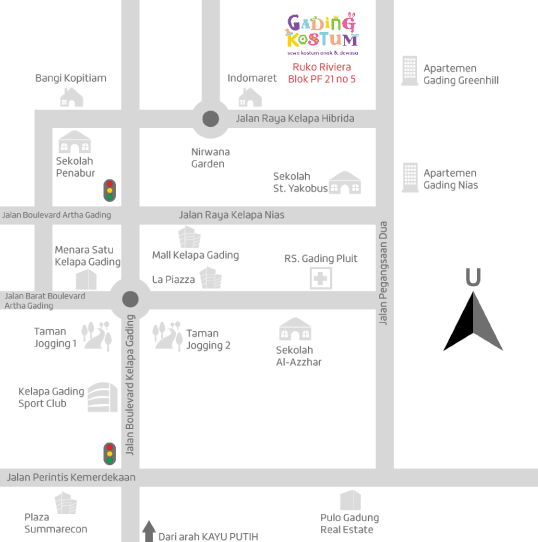 GADiNG
KOSTUM
sewa kostum anak & dewasa
Ruko Riviera
Blok PF 21 no 5
Bangi Kopitiam
Indomaret
Apartemen
Gading Greenhill
Jalan Raya Kelapa Hibrida
Nirwana
Garden
Sekolah
Penabur
Sekolah
St. Yakobus
Apartemen
Gading Nias
Jalan Boulevard Artha Gading
Jalan Raya Kelapa Nias
Jalan Pegangsaan Dua
Menara Satu
Kelapa Gading
Mall Kelapa Gading
La Piazza
RS. Gading Pluit
U
Jalan Barat Boulevard
Artha Gading
Taman
Jogging 1
Jalan Boulevard Kelapa Gading
Taman
Jogging 2
Sekolah
Al-Azzhar
Kelapa Gading
Sport Club
Jalan Perintis Kemerdekaan
Plaza
Summarecon
Pulo Gadung
Real Estate
Dari arah KAYU PUTIH